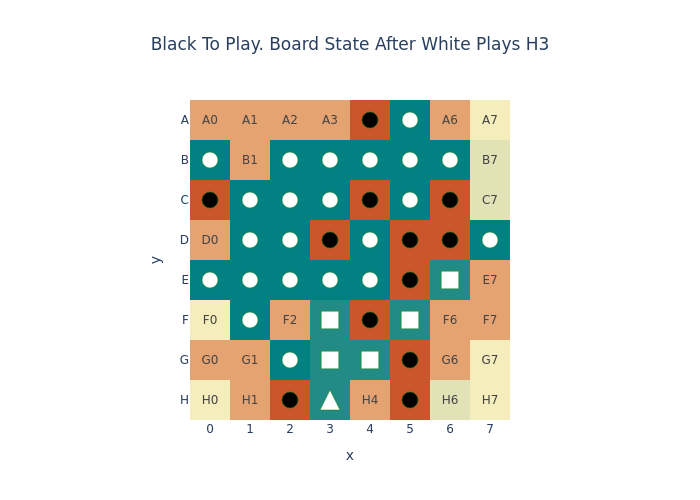 Black To Play. Board State After White Plays H3
A A0 A1 A2 A3 A6 A7
B B1 B7
C C7
D D0
E E7
F F0 F2 F6 F7
G G0 G1 G6 G7
H H0 H1 H4 H6 H7
0 1 2 3 4 5 6 7
x
y